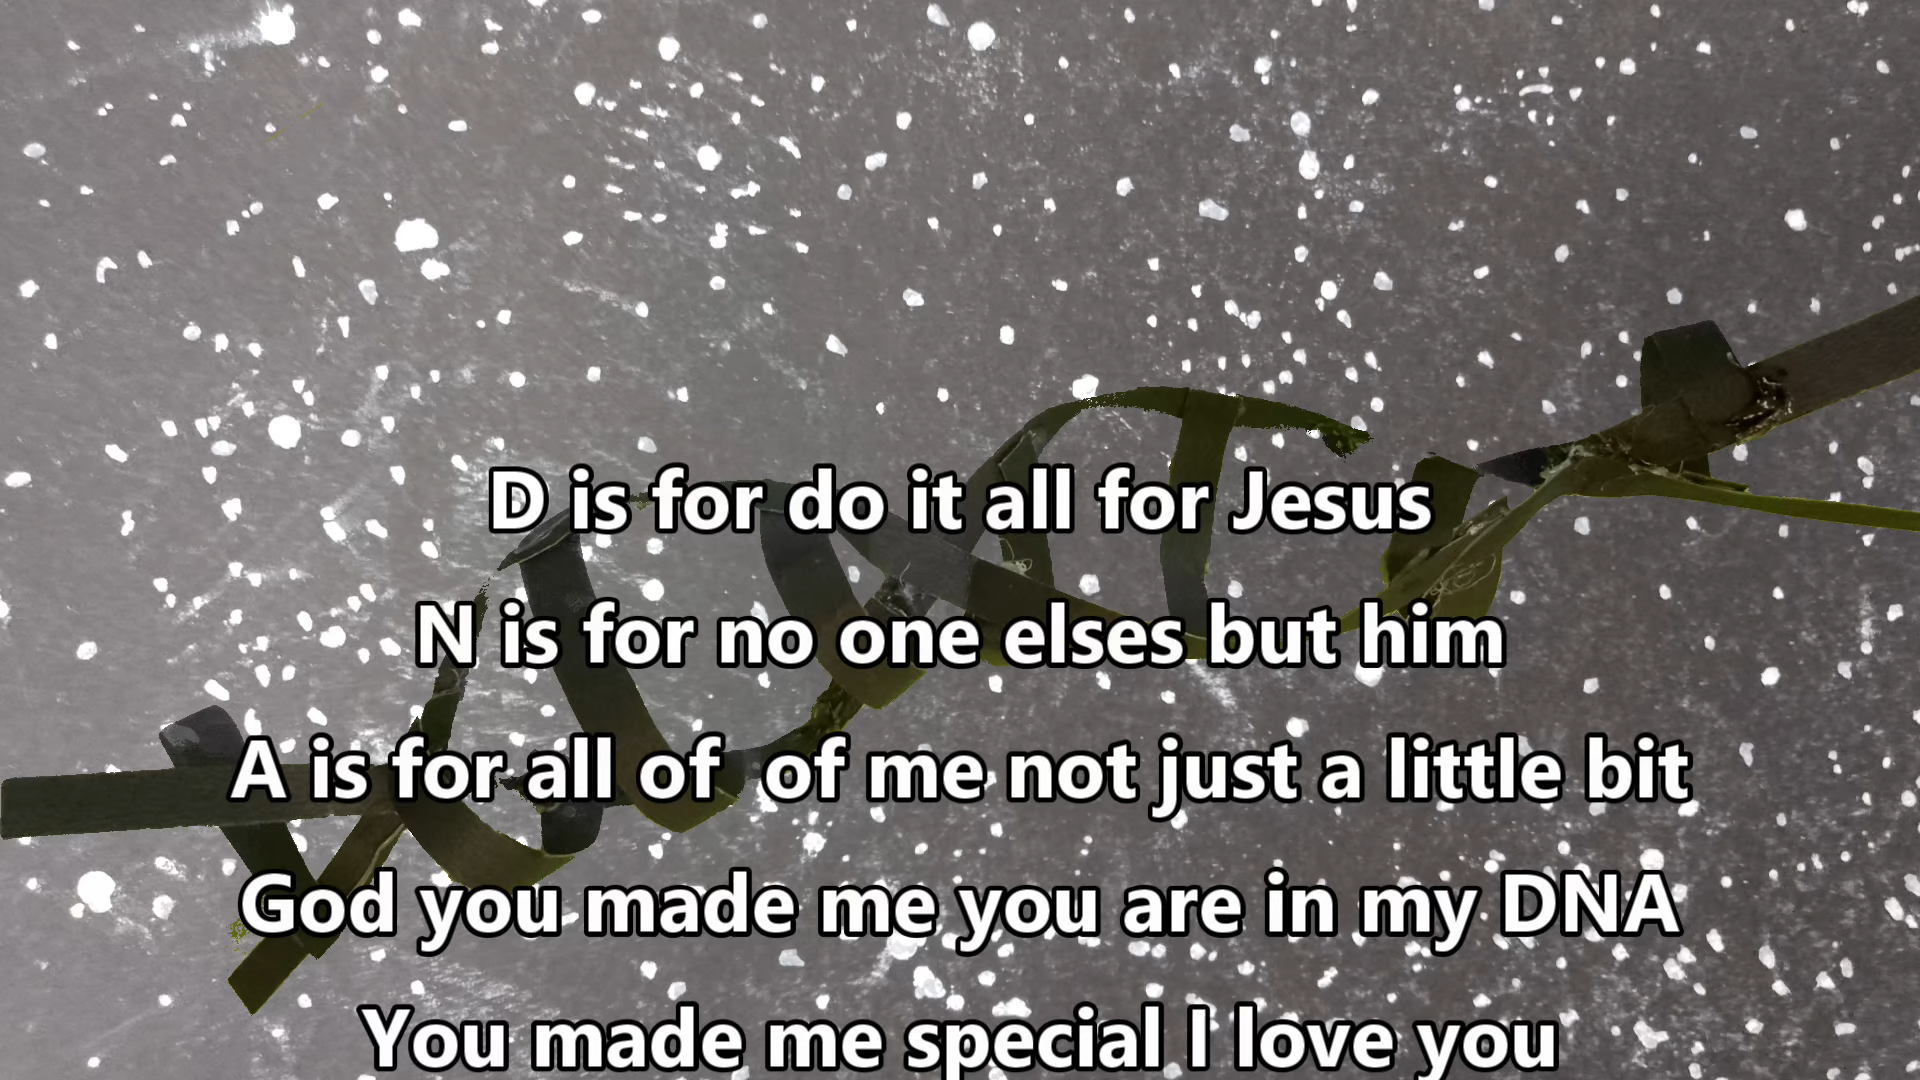 D is for do it all for Jesus
N is for no one elses but him
A is for all of  of me not just a little bit
God you made me you are in my DNA
You made me special I love you